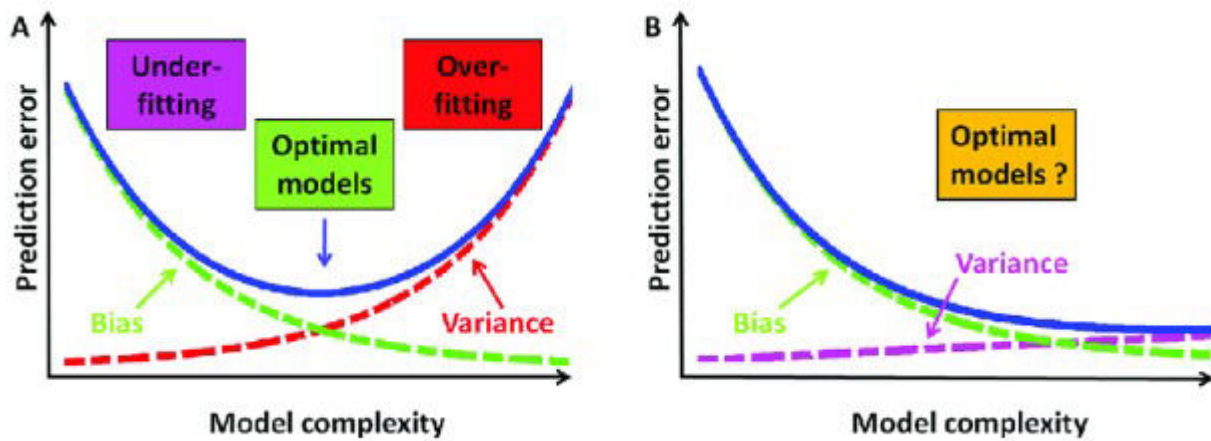 A
Prediction error
Under-
fitting
Over-
fitting
Optimal
models
Bias
Variance
Model complexity
B
Prediction error
Optimal
models ?
Variance
Bias
Model complexity